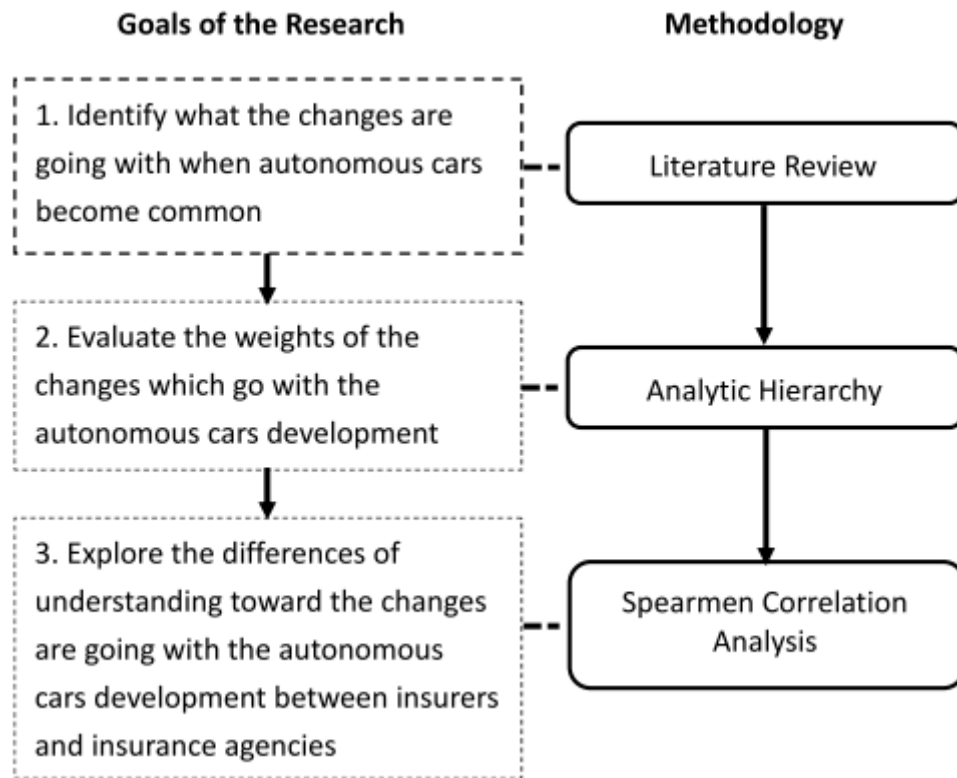 Goals of the Research
Methodology
1. Identify what the changes are
going with when autonomous cars
become common
Literature Review
2. Evaluate the weights of the
changes which go with the
autonomous cars development
Analytic Hierarchy
3. Explore the differences of
understanding toward the changes
are going with the autonomous
cars development between insurers
and insurance agencies
Spearmen Correlation
Analysis